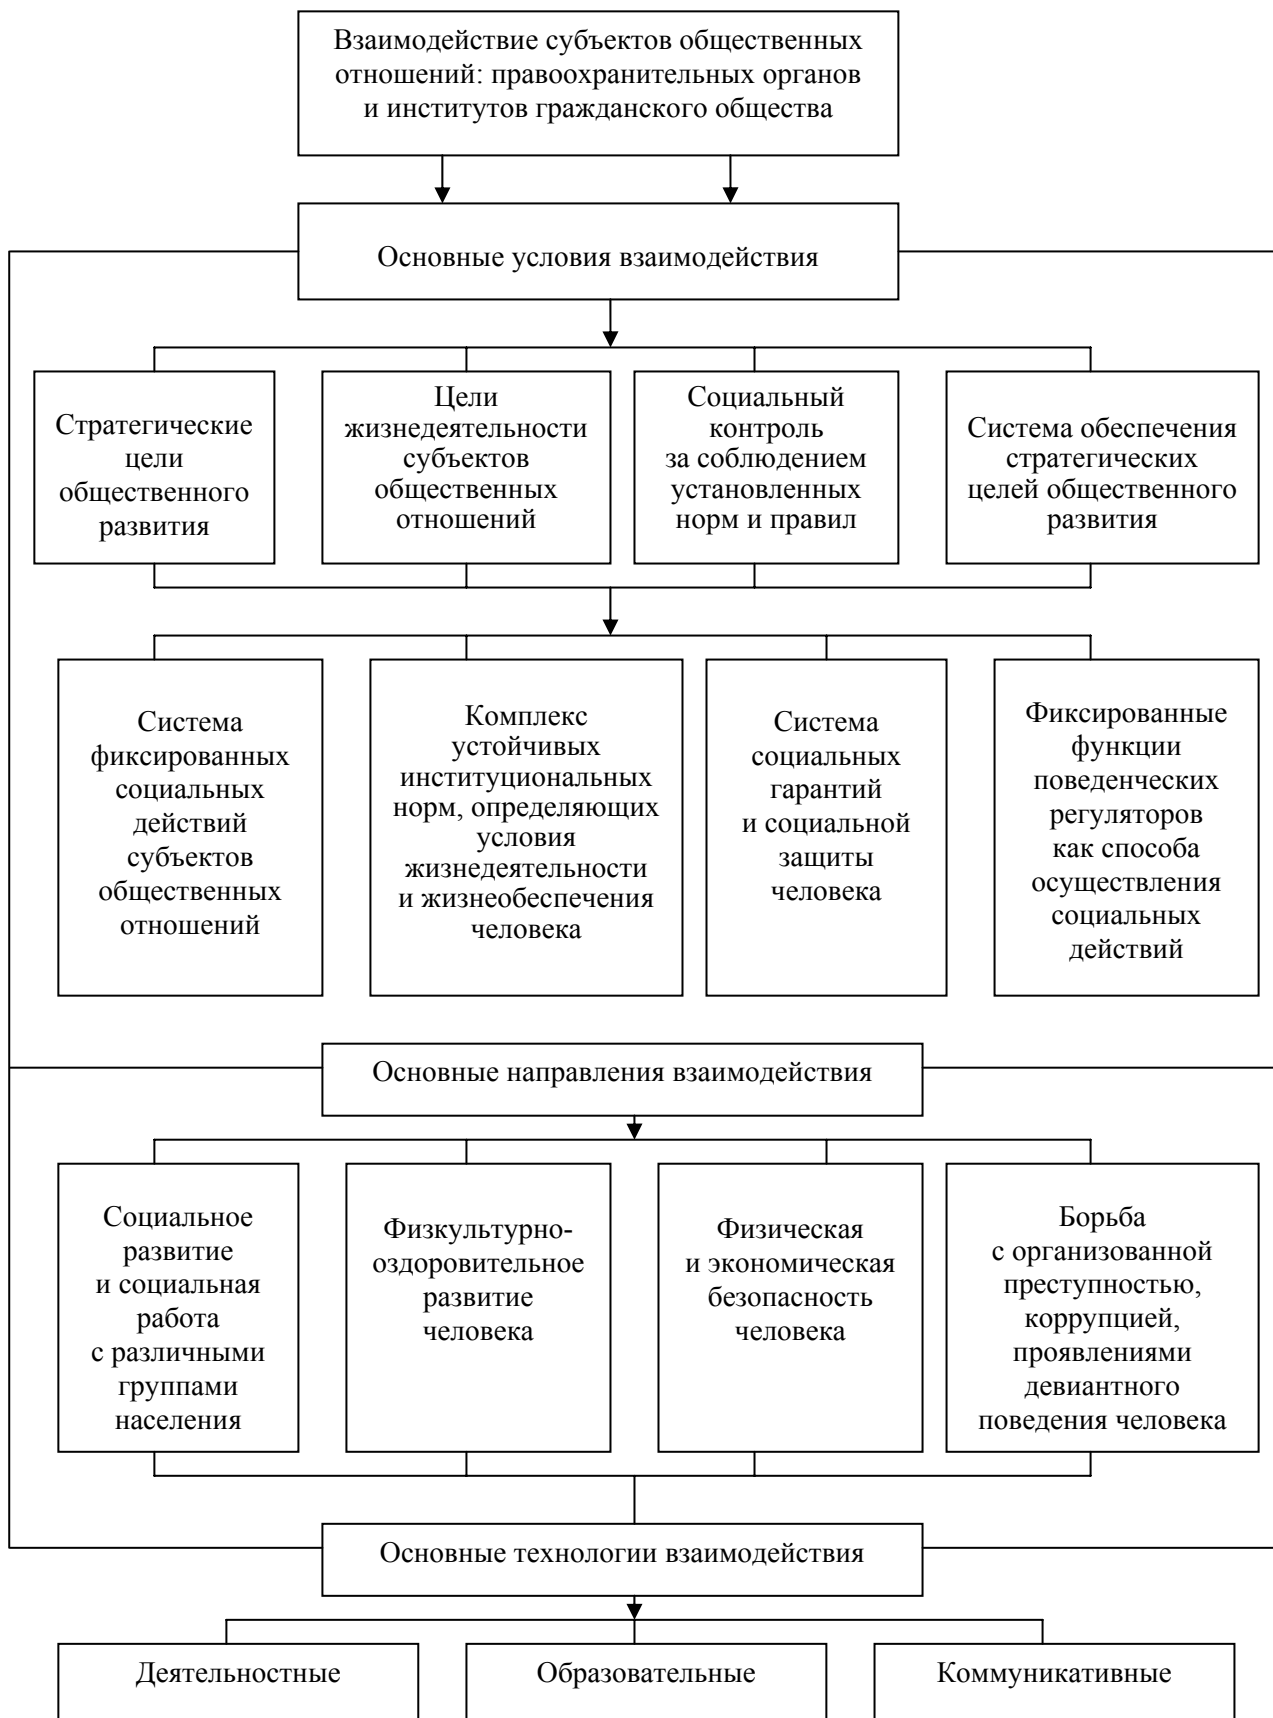 Взаимодействие субъектов общественных
отношений: правоохранительных органов
и институтов гражданского общества
Основные условия взаимодействия
Стратегические
цели
общественного
развития
Цели
жизнедеятельности
субъектов
общественных
отношений
Социальный
контроль
за соблюдением
установленных
норм и правил
Система обеспечения
стратегических
целей общественного
развития
Система
фиксированных
социальных
действий
субъектов
общественных
отношений
Комплекс
устойчивых
институциональных
норм, определяющих
условия
жизнедеятельности
и жизнеобеспечения
человека
Система
социальных
гарантий
и социальной
защиты
человека
Фиксированные
функции
поведенческих
регуляторов
как способа
осуществления
социальных
действий
Основные направления взаимодействия
Социальное
развитие
и социальная
работа
с различными
группами
населения
Физкультурно-
оздоровительное
развитие
человека
Физическая
и экономическая
безопасность
человека
Борьба
с организованной
преступностью,
коррупцией,
проявлениями
девиантного
поведения человека
Основные технологии взаимодействия
Деятельностные
Образовательные
Коммуникативные